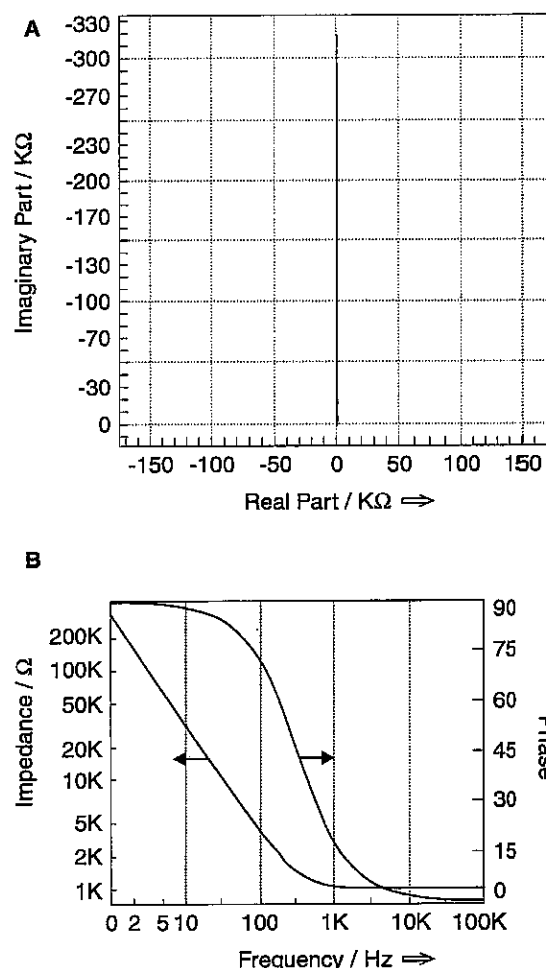 A
Imaginary Part / KΩ
-330
-300
-270
-230
-200
-170
-130
-100
-70
-30
0
-150 -100 -50 0 50 100 150
Real Part / KΩ ⇒
B
Impedance / Ω
200K
100K
50K
20K
10K
5K
2K
1K
90
75
60
45
30
15
0
Phase
0 2 5 10 100 1K 10K 100K
Frequency / Hz ⇒